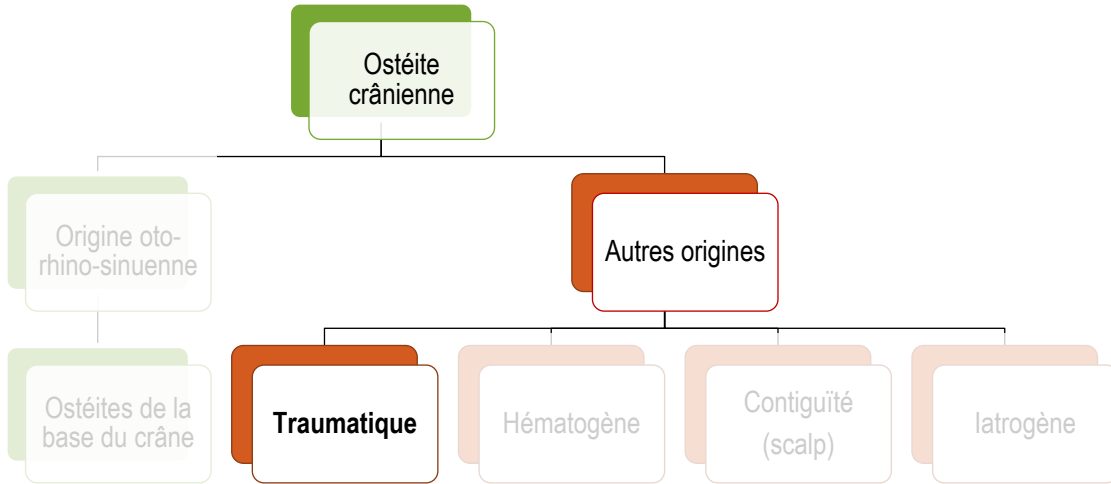 Ostéite
crânienne
Origine oto-
rhino-sinuenne
Autres origines
Ostéites de la
base du crâne
Traumatique
Hématogène
Contiguïté
(scalp)
Iatrogène